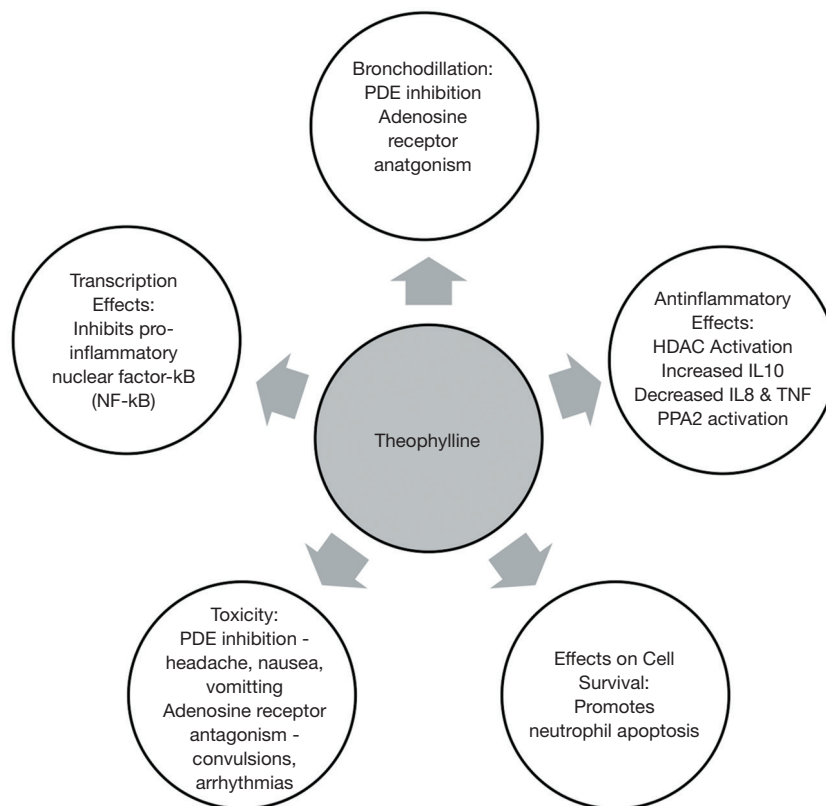 Bronchodillation:
PDE inhibition
Adenosine
receptor
anatgonism
Transcription
Effects:
Inhibits pro-
inflammatory
nuclear factor-kB
(NF-kB)
Antinflammatory
Effects:
HDAC Activation
Increased IL10
Decreased IL8 & TNF
PPA2 activation
Theophylline
Toxicity:
PDE inhibition -
headache, nausea,
vomitting
Adenosine receptor
antagonism -
convulsions,
arrhythmias
Effects on Cell
Survival:
Promotes
neutrophil apoptosis